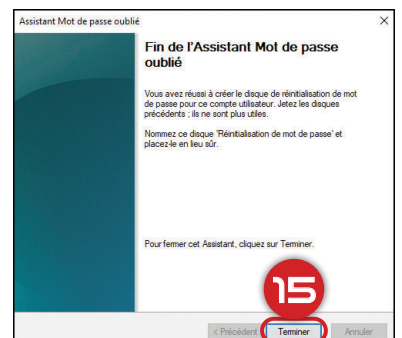 Assistant Mot de passe oublié
Fin de l'Assistant Mot de passe
oublié
Vous avez réussi à créer le disque de réinitialisation de mot
de passe pour ce compte utilisateur. Jetez les disques
précédents ; ils ne sont plus utiles.
Nommez ce disque 'Réinitialisation de mot de passe' et
placez-le en lieu sûr.
Pour fermer cet Assistant, cliquez sur Terminer.
15
< Précédent Terminer Annuler